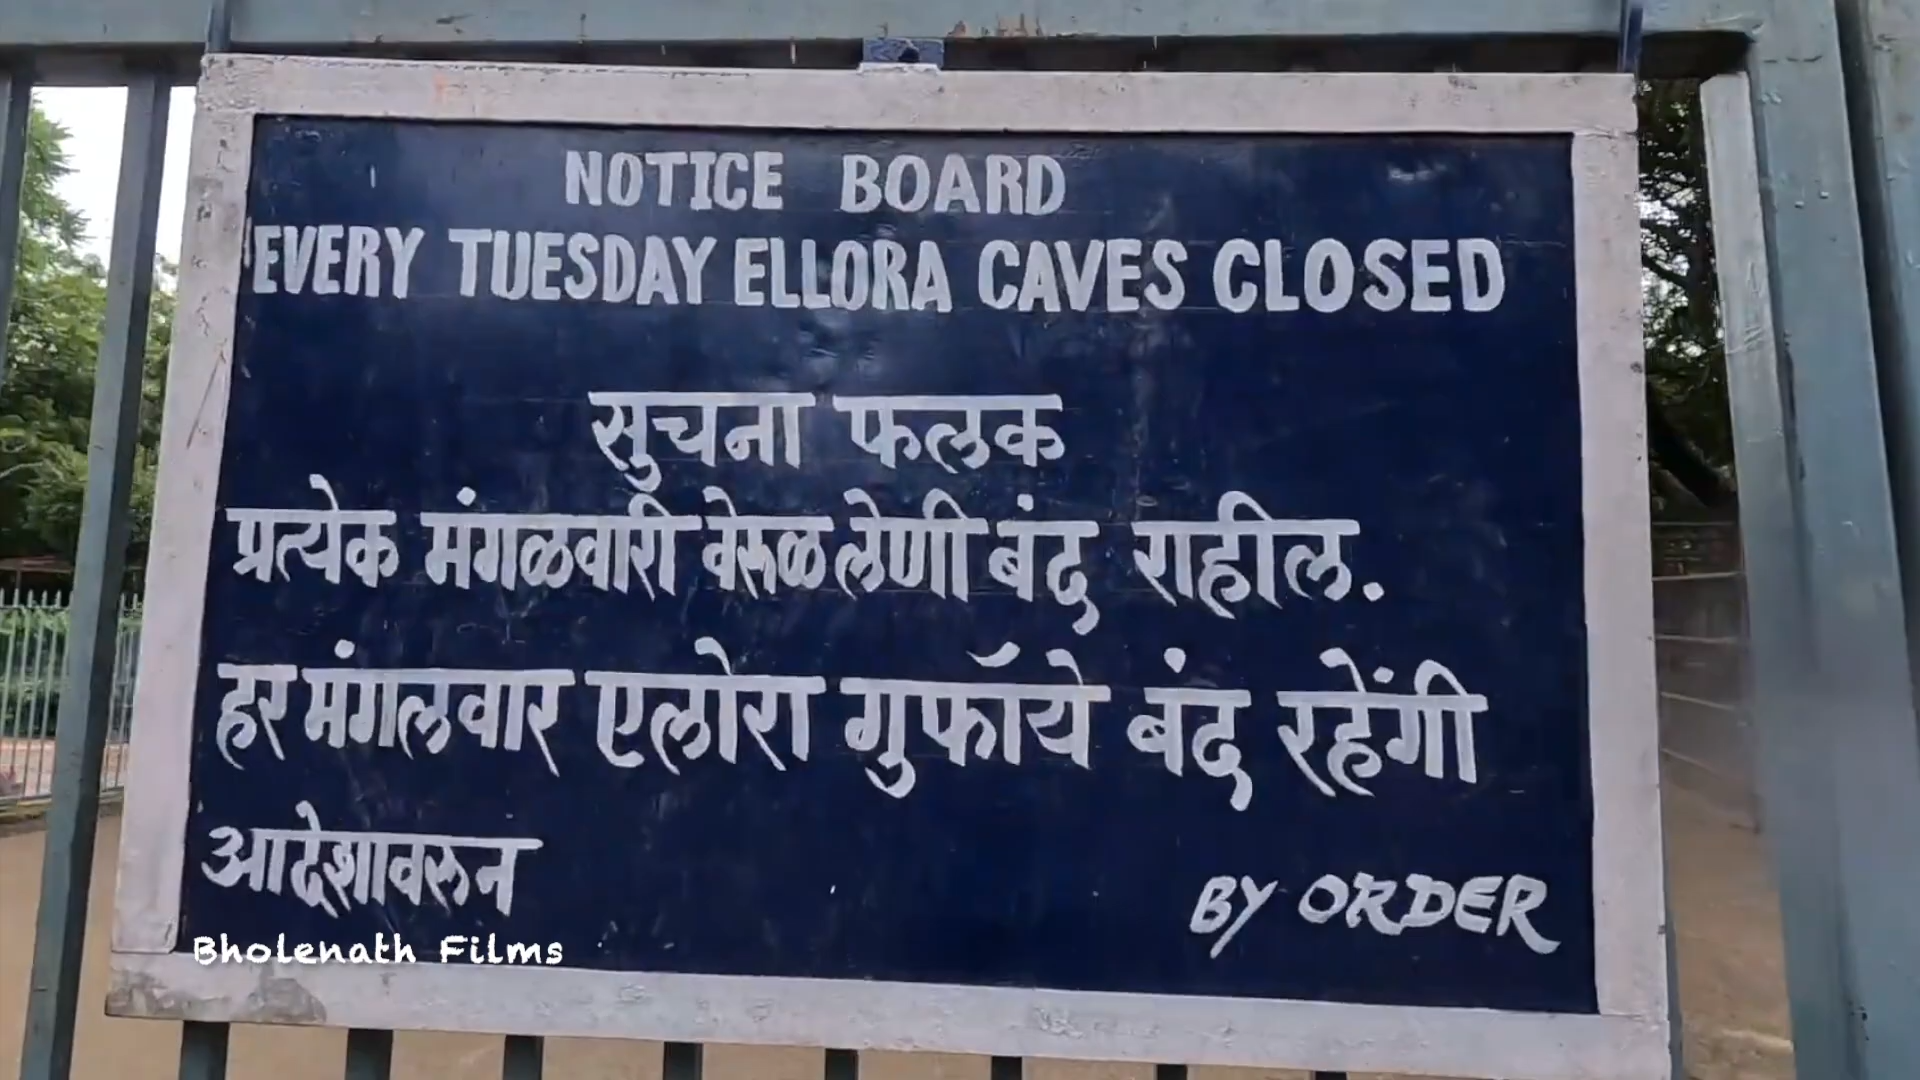 NOTICE BOARD
EVERY TUESDAY ELLORA CAVES CLOSED
सुचना फलक
प्रत्येक मंगळवारी वेरूळ लेणी बंद राहील.
हर मंगलवार एलोरा गुफॉये बंद रहेंगी
आदेशावरून
BY ORDER
Bholenath Films